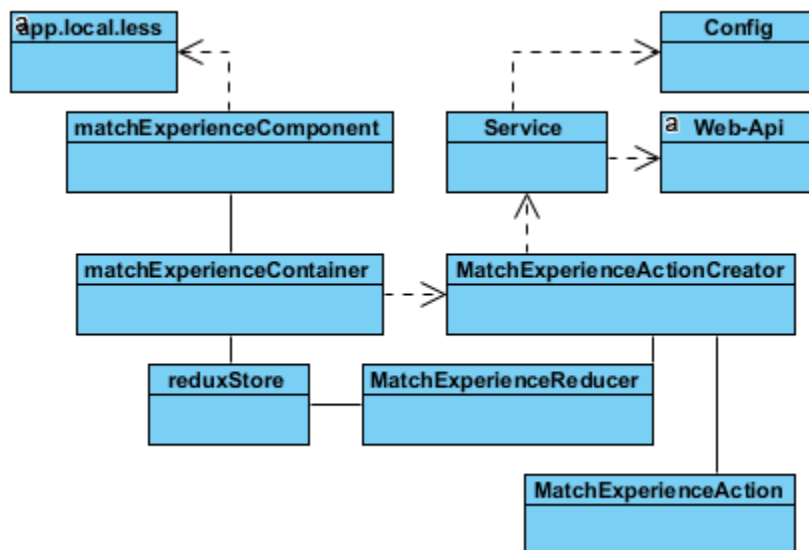 a
app.local.less
Config
matchExperienceComponent
Service
a
Web-Api
matchExperienceContainer
MatchExperienceActionCreator
reduxStore
MatchExperienceReducer
MatchExperienceAction